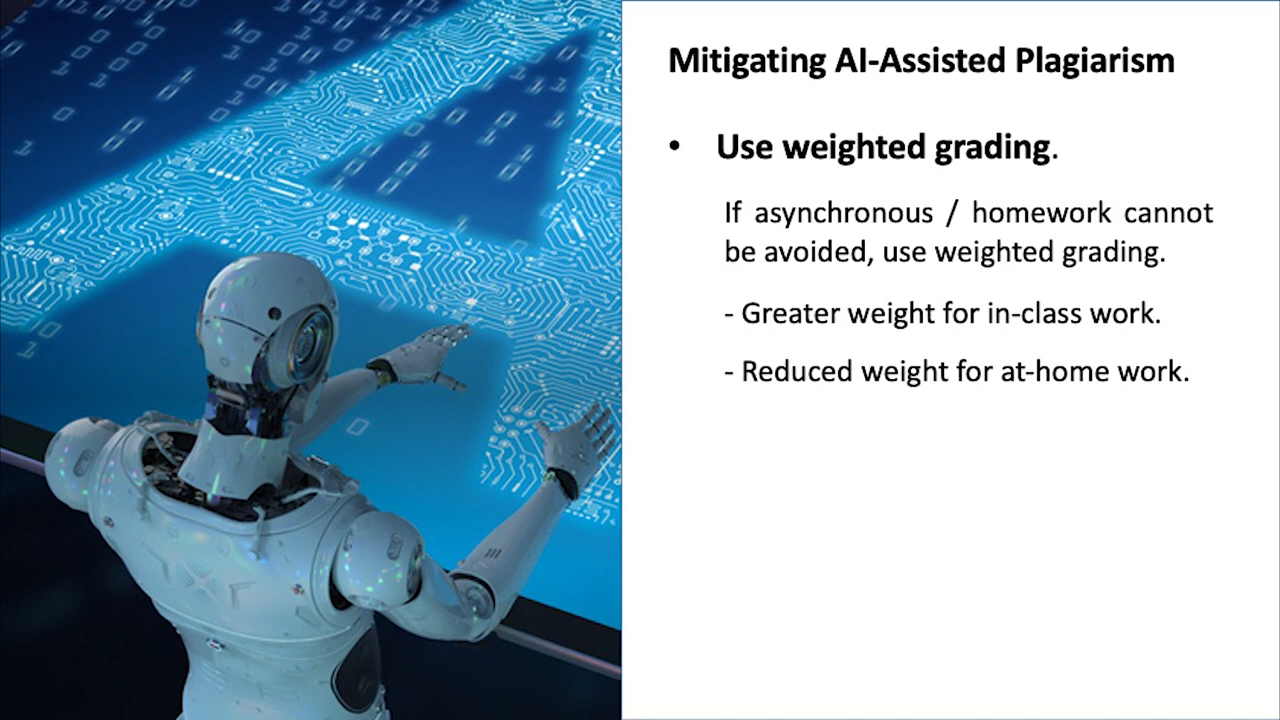 Mitigating AI-Assisted Plagiarism
• Use weighted grading.
If asynchronous / homework cannot
be avoided, use weighted grading.
- Greater weight for in-class work.
- Reduced weight for at-home work.